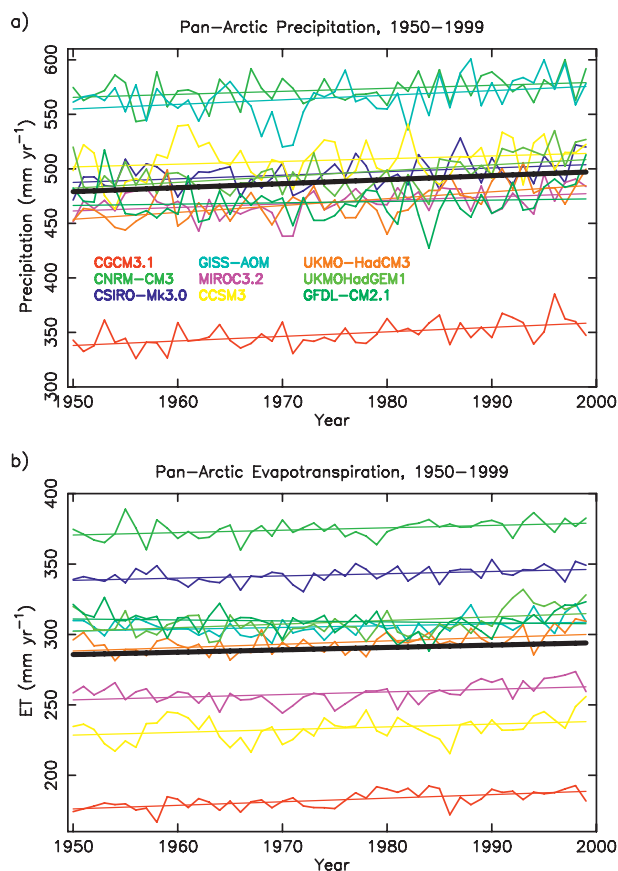 a)
Pan-Arctic Precipitation, 1950-1999
600
550
500
450
400
350
300
Precipitation (mm yr⁻¹)
CGCM3.1 GISS-AOM UKMO-HadCM3
CNRM-CM3 MIROC3.2 UKMOHadGEM1
CSIRO-Mk3.0 CCSM3 GFDL-CM2.1
1950 1960 1970 1980 1990 2000
Year
b)
Pan-Arctic Evapotranspiration, 1950-1999
400
350
300
250
200
ET (mm yr⁻¹)
1950 1960 1970 1980 1990 2000
Year